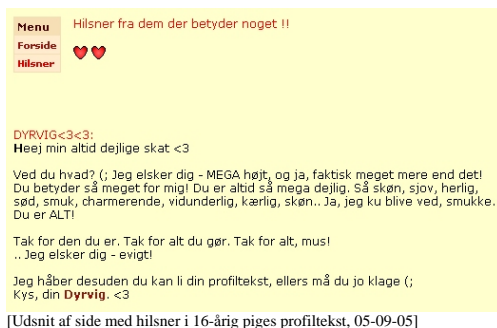 Menu
Forside
Hilsner
Hilsner fra dem der betyder noget !!
DYRVIG<3<3:
Heej min altid dejlige skat <3
Ved du hvad? (; Jeg elsker dig - MEGA højt, og ja, faktisk meget mere end det!
Du betyder så meget for mig! Du er altid så mega dejlig. Så skøn, sjov, herlig,
sød, smuk, charmerende, vidunderlig, kærlig, skøn.. Ja, jeg ku blive ved, smukke.
Du er ALT!
Tak for den du er. Tak for alt du gør. Tak for alt, mus!
.. Jeg elsker dig - evigt!
Jeg håber desuden du kan li din profiltekst, ellers må du jo klage (;
Kys, din Dyrvig. <3
[Udsnit af side med hilsner i 16-årig piges profiltekst, 05-09-05]